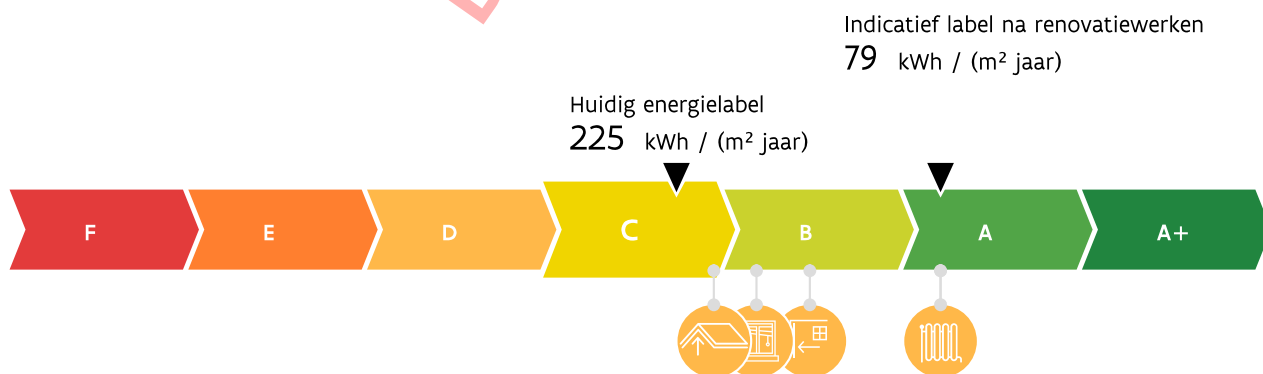 Indicatief label na renovatiewerken
79 kWh / (m² jaar)
Huidig energielabel
225 kWh / (m² jaar)
F
E
D
C
B
A
A+